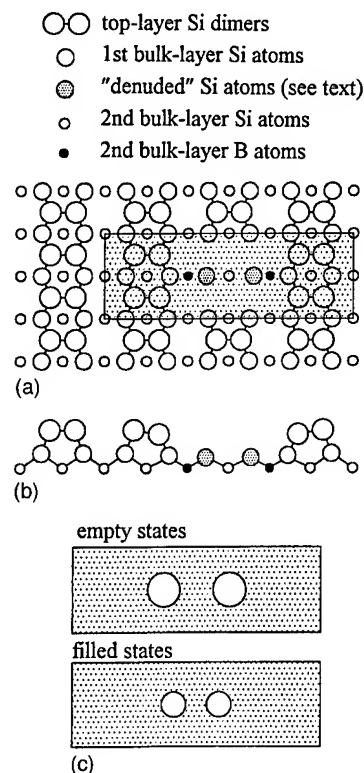 top-layer Si dimers
1st bulk-layer Si atoms
"denuded" Si atoms (see text)
2nd bulk-layer Si atoms
2nd bulk-layer B atoms
(a)
(b)
empty states
filled states
(c)